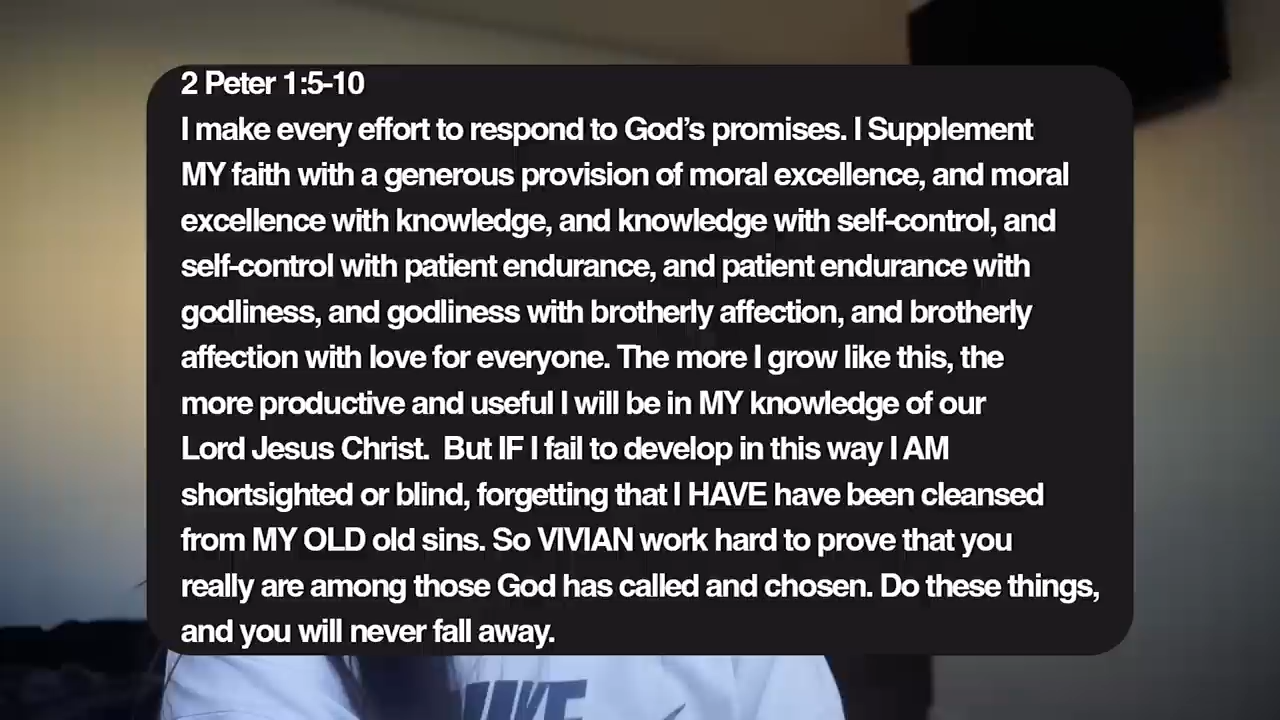 2 Peter 1:5-10
I make every effort to respond to God’s promises. I Supplement
MY faith with a generous provision of moral excellence, and moral
excellence with knowledge, and knowledge with self-control, and
self-control with patient endurance, and patient endurance with
godliness, and godliness with brotherly affection, and brotherly
affection with love for everyone. The more I grow like this, the
more productive and useful I will be in MY knowledge of our
Lord Jesus Christ.  But IF I fail to develop in this way I AM
shortsighted or blind, forgetting that I HAVE have been cleansed
from MY OLD old sins. So VIVIAN work hard to prove that you
really are among those God has called and chosen. Do these things,
and you will never fall away.
NIKE